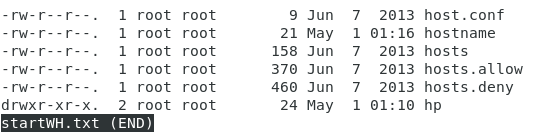 -rw-r--r--. 1 root root 9 Jun 7 2013 host.conf
-rw-r--r--. 1 root root 21 May 1 01:16 hostname
-rw-r--r--. 1 root root 158 Jun 7 2013 hosts
-rw-r--r--. 1 root root 370 Jun 7 2013 hosts.allow
-rw-r--r--. 1 root root 460 Jun 7 2013 hosts.deny
drwxr-xr-x. 2 root root 24 May 1 01:10 hp
startWH.txt (END)